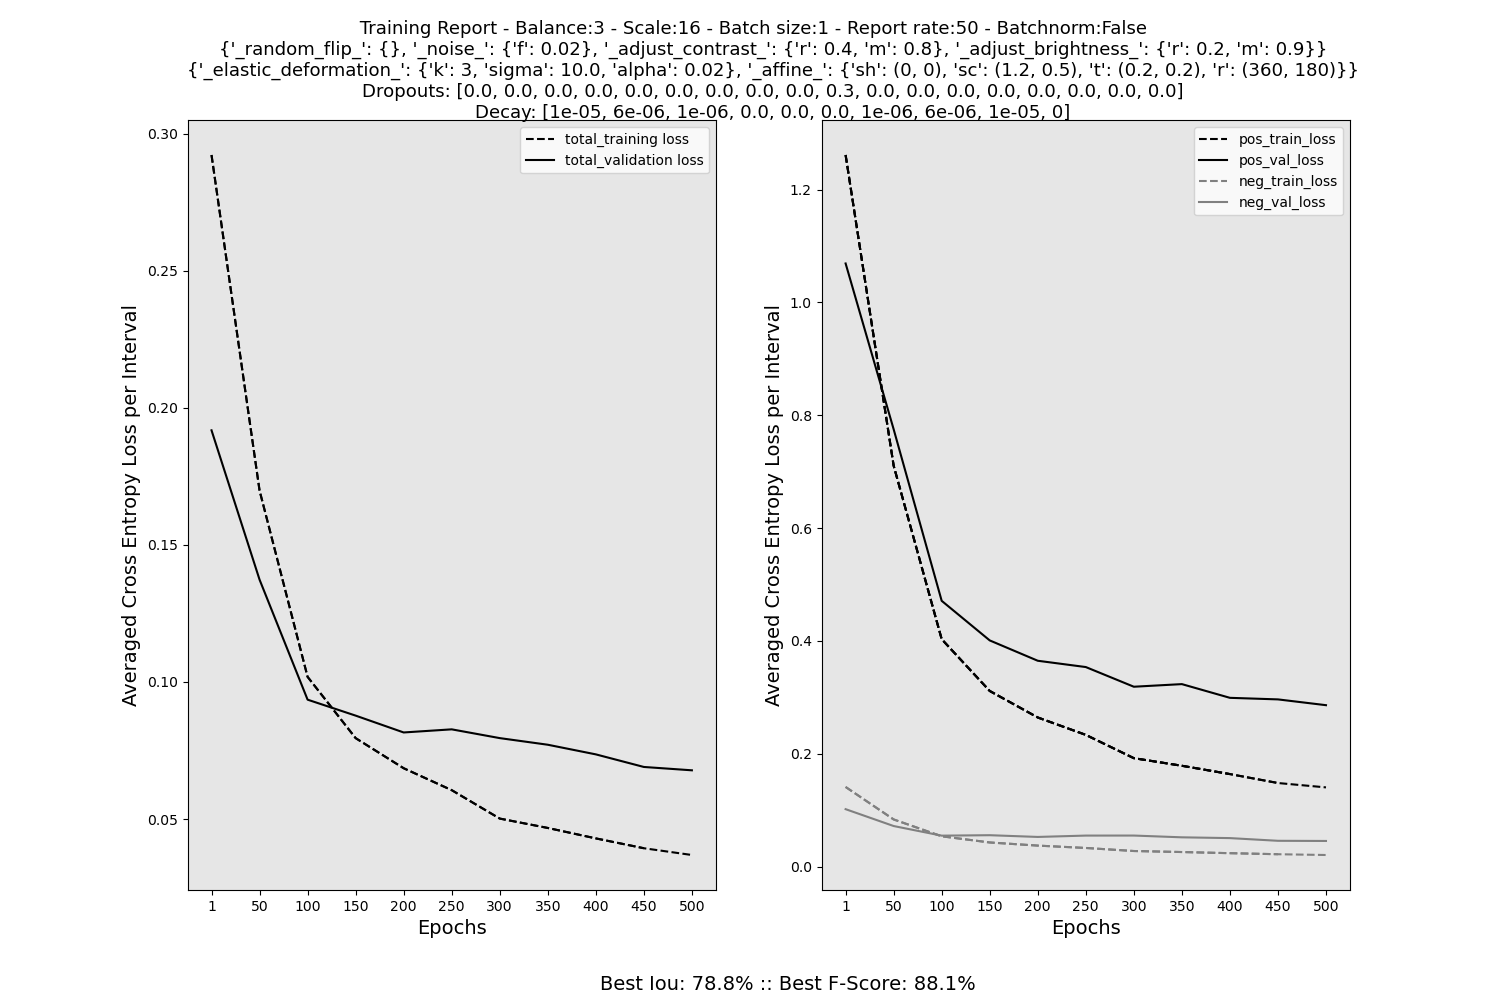 Training Report - Balance:3 - Scale:16 - Batch size:1 - Report rate:50 - Batchnorm:False
{'_random_flip_': {}, '_noise_': {'f': 0.02}, '_adjust_contrast_': {'r': 0.4, 'm': 0.8}, '_adjust_brightness_': {'r': 0.2, 'm': 0.9}}
{'_elastic_deformation_': {'k': 3, 'sigma': 10.0, 'alpha': 0.02}, '_affine_': {'sh': (0, 0), 'sc': (1.2, 0.5), 't': (0.2, 0.2), 'r': (360, 180)}}
Dropouts: [0.0, 0.0, 0.0, 0.0, 0.0, 0.0, 0.0, 0.0, 0.0, 0.3, 0.0, 0.0, 0.0, 0.0, 0.0, 0.0, 0.0, 0.0]
Decay: [1e-05, 6e-06, 1e-06, 0.0, 0.0, 0.0, 1e-06, 6e-06, 1e-05, 0]
total_training loss
total_validation loss
0.30
0.25
0.20
0.15
0.10
0.05
Averaged Cross Entropy Loss per Interval
1 50 100 150 200 250 300 350 400 450 500
Epochs
pos_train_loss
pos_val_loss
neg_train_loss
neg_val_loss
1.2
1.0
0.8
0.6
0.4
0.2
0.0
Averaged Cross Entropy Loss per Interval
1 50 100 150 200 250 300 350 400 450 500
Epochs
Best Iou: 78.8% :: Best F-Score: 88.1%